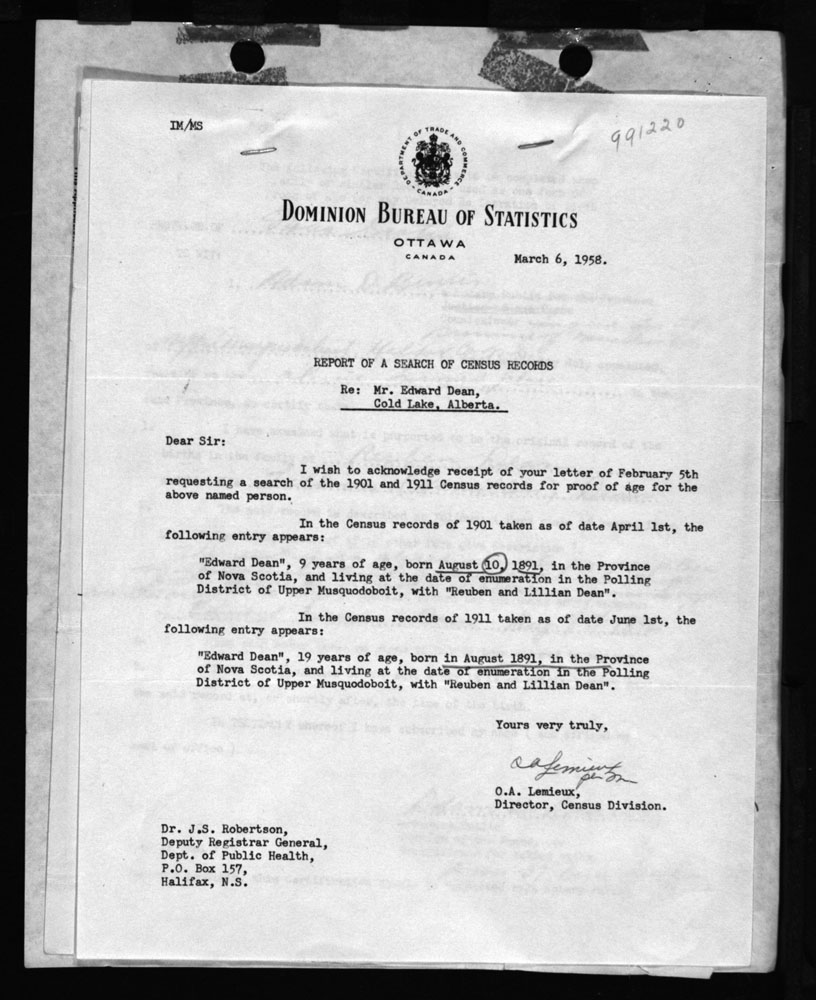 IM/MS
991220
DEPARTMENT OF TRADE AND COMMERCE
CANADA
DOMINION BUREAU OF STATISTICS
OTTAWA
CANADA
March 6, 1958.
REPORT OF A SEARCH OF CENSUS RECORDS
Re: Mr. Edward Dean,
Cold Lake, Alberta.
Dear Sir:
I wish to acknowledge receipt of your letter of February 5th
requesting a search of the 1901 and 1911 Census records for proof of age for the
above named person.
In the Census records of 1901 taken as of date April 1st, the
following entry appears:
"Edward Dean", 9 years of age, born August 10, 1891, in the Province
of Nova Scotia, and living at the date of enumeration in the Polling
District of Upper Musquodoboit, with "Reuben and Lillian Dean".
In the Census records of 1911 taken as of date June 1st, the
following entry appears:
"Edward Dean", 19 years of age, born in August 1891, in the Province
of Nova Scotia, and living at the date of enumeration in the Polling
District of Upper Musquodoboit, with "Reuben and Lillian Dean".
Yours very truly,
O A Lemieux
per
O.A. Lemieux,
Director, Census Division.
Dr. J.S. Robertson,
Deputy Registrar General,
Dept. of Public Health,
P.O. Box 157,
Halifax, N.S.